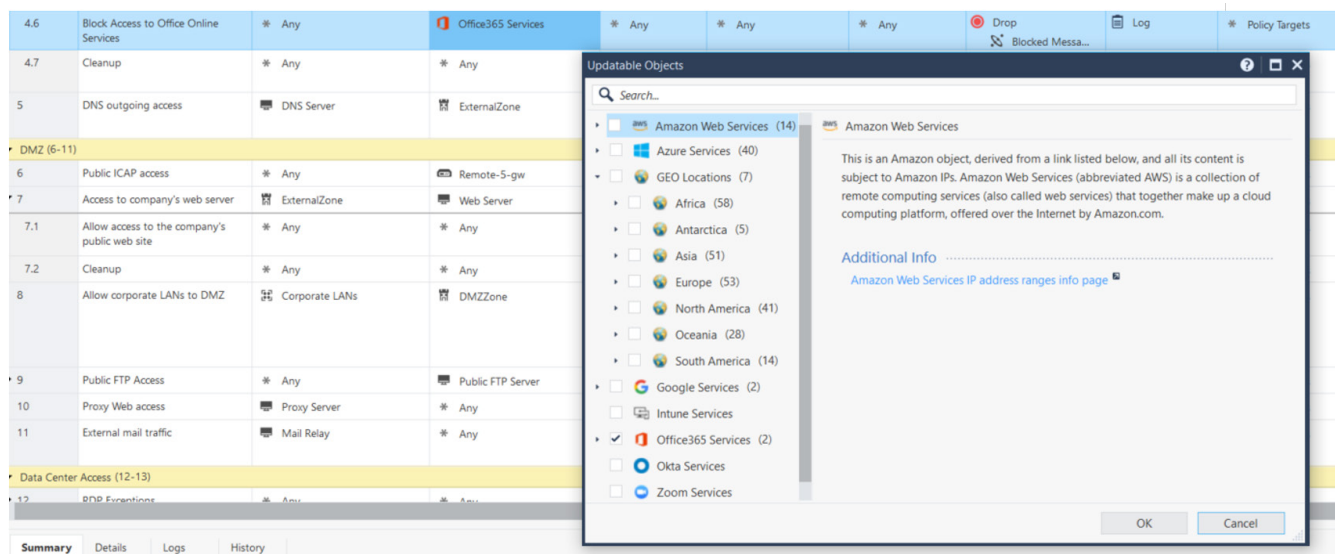 4.6 Block Access to Office Online Services * Any Office365 Services * Any * Any * Any Drop Log * Policy Targets
Blocked Messa...
4.7 Cleanup * Any * Any
5 DNS outgoing access DNS Server ExternalZone
DMZ (6-11)
6 Public ICAP access * Any Remote-5-gw
7 Access to company's web server ExternalZone Web Server
7.1 Allow access to the company's public web site * Any * Any
7.2 Cleanup * Any * Any
8 Allow corporate LANs to DMZ Corporate LANs DMZZone
9 Public FTP Access * Any Public FTP Server
10 Proxy Web access Proxy Server * Any
11 External mail traffic Mail Relay * Any
Data Center Access (12-13)
12 RDP Exceptions * Any * Any
Summary Details Logs History
Updatable Objects
Search...
aws Amazon Web Services (14)
Azure Services (40)
GEO Locations (7)
Africa (58)
Antarctica (5)
Asia (51)
Europe (53)
North America (41)
Oceania (28)
South America (14)
Google Services (2)
Intune Services
Office365 Services (2)
Okta Services
Zoom Services
aws Amazon Web Services
This is an Amazon object, derived from a link listed below, and all its content is
subject to Amazon IPs. Amazon Web Services (abbreviated AWS) is a collection of
remote computing services (also called web services) that together make up a cloud
computing platform, offered over the Internet by Amazon.com.
Additional Info
Amazon Web Services IP address ranges info page
OK Cancel